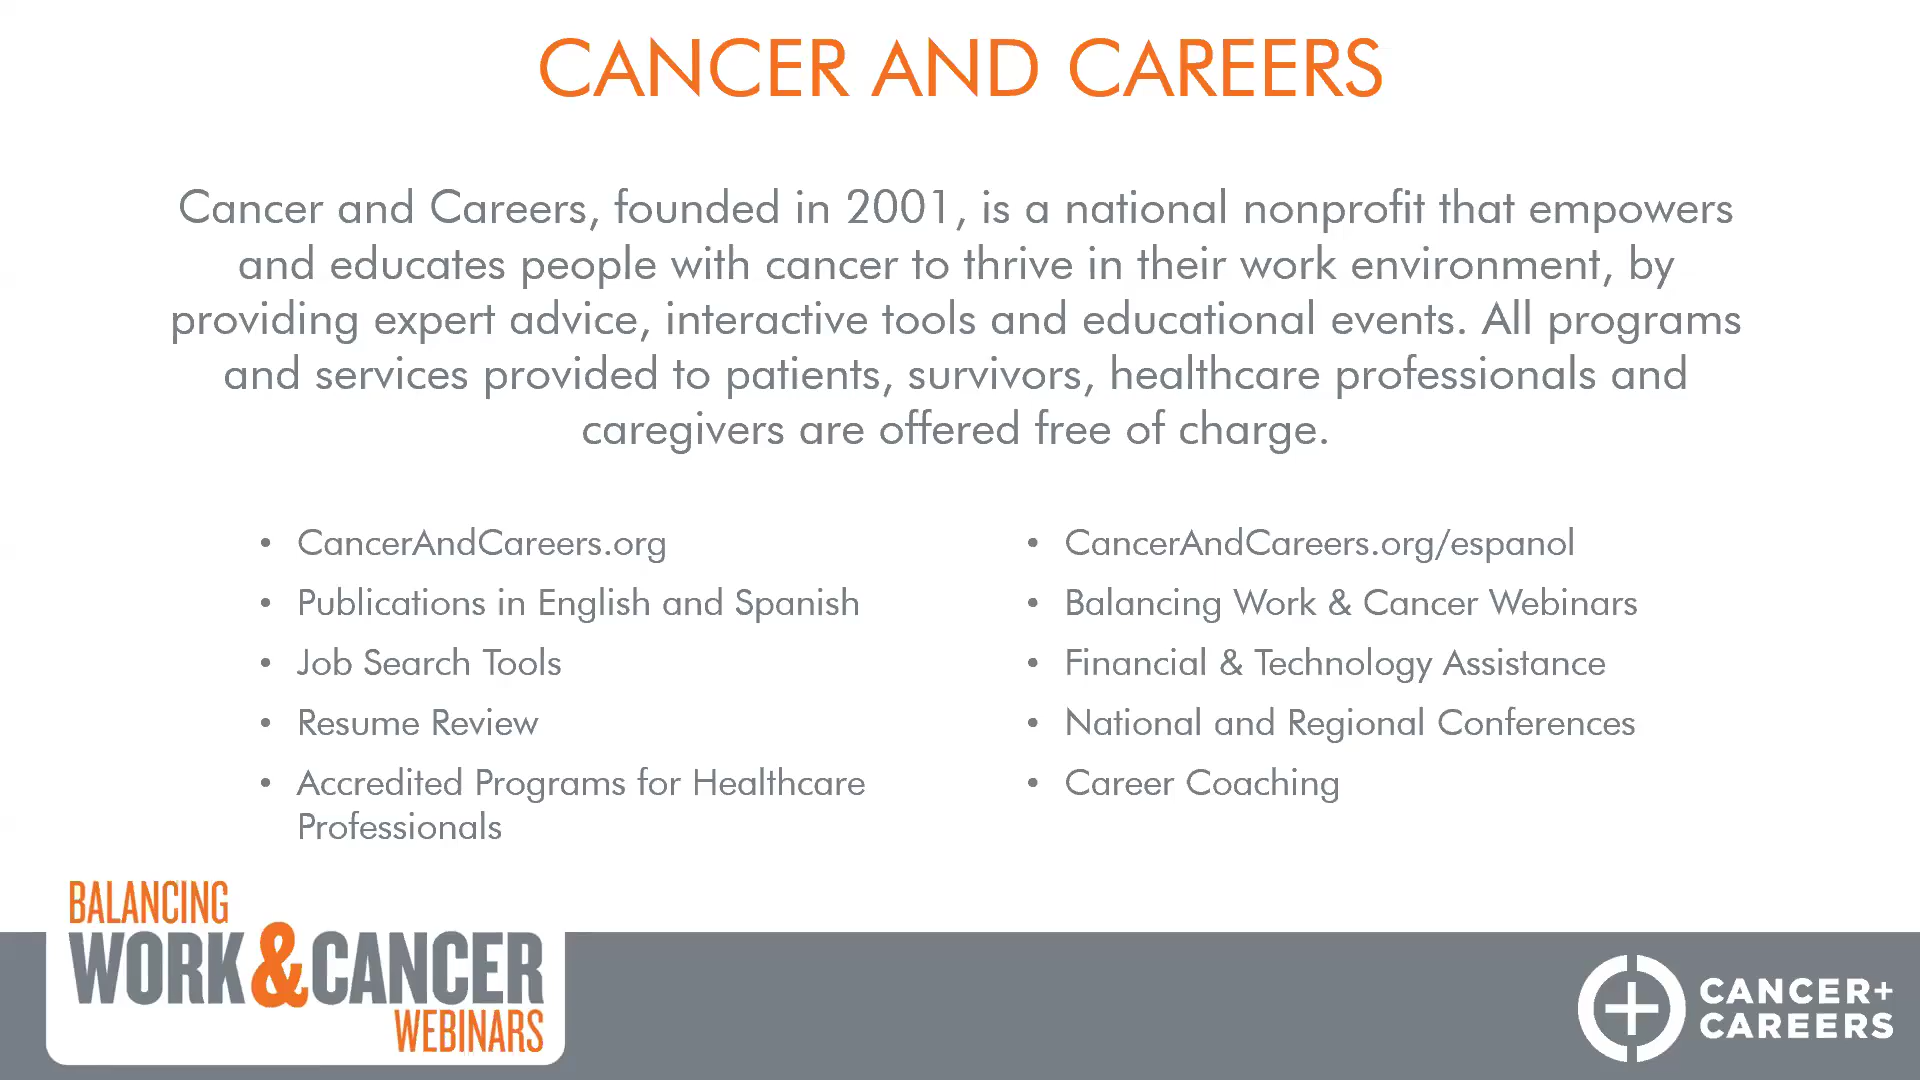 CANCER AND CAREERS
Cancer and Careers, founded in 2001, is a national nonprofit that empowers
and educates people with cancer to thrive in their work environment, by
providing expert advice, interactive tools and educational events. All programs
and services provided to patients, survivors, healthcare professionals and
caregivers are offered free of charge.
• CancerAndCareers.org
• Publications in English and Spanish
• Job Search Tools
• Resume Review
• Accredited Programs for Healthcare
Professionals
• CancerAndCareers.org/espanol
• Balancing Work & Cancer Webinars
• Financial & Technology Assistance
• National and Regional Conferences
• Career Coaching
BALANCING
WORK&CANCER
WEBINARS
CANCER+
CAREERS